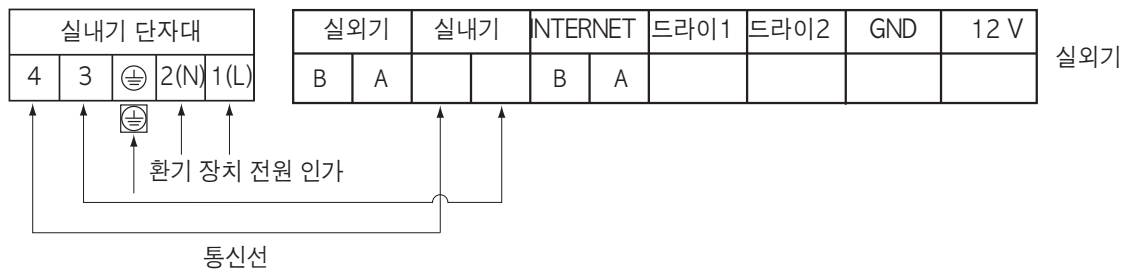 실내기 단자대
4 3 2(N) 1(L)
실외기 실내기 INTERNET 드라이1 드라이2 GND 12 V
B A B A
실외기
환기 장치 전원 인가
통신선